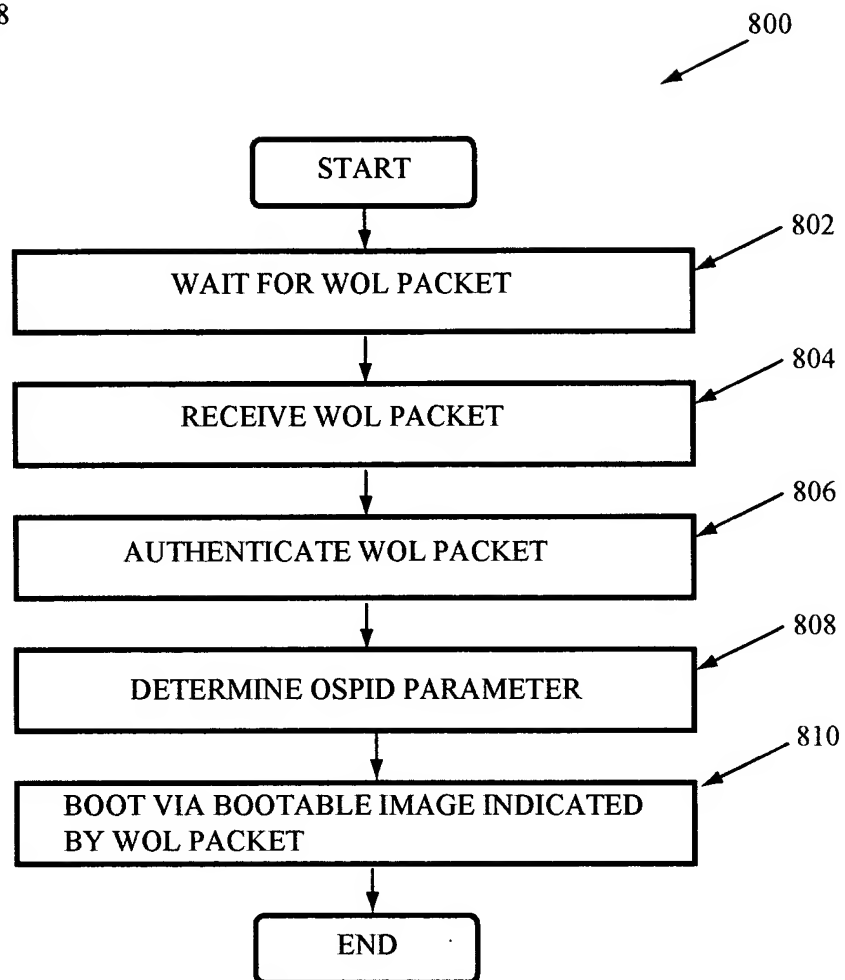 8
800
START
802
WAIT FOR WOL PACKET
804
RECEIVE WOL PACKET
806
AUTHENTICATE WOL PACKET
808
DETERMINE OSPID PARAMETER
810
BOOT VIA BOOTABLE IMAGE INDICATED
BY WOL PACKET
END